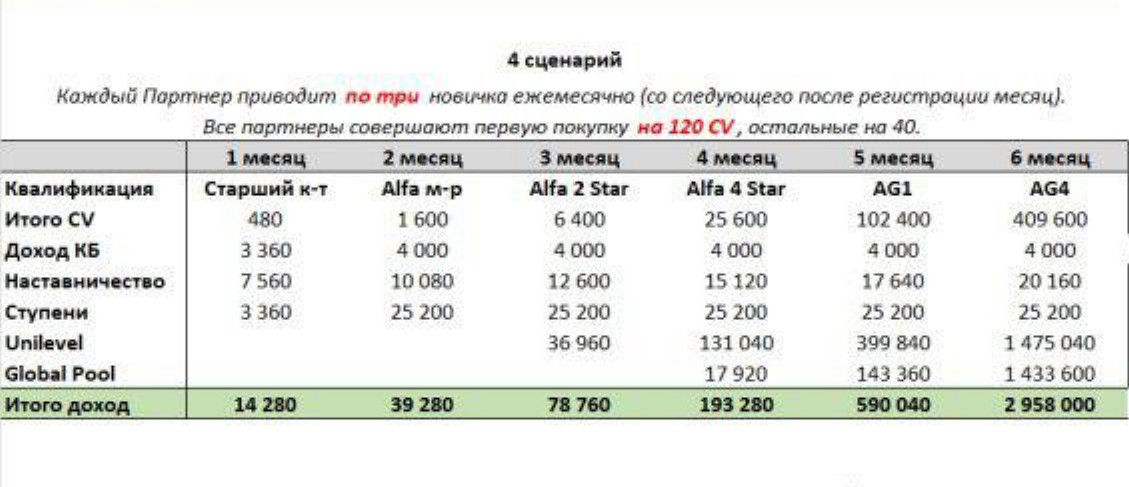 4 сценарий
Каждый Партнер приводит по три новичка ежемесячно (со следующего после регистрации месяц).
Все партнеры совершают первую покупку на 120 CV, остальные на 40.
1 месяц 2 месяц 3 месяц 4 месяц 5 месяц 6 месяц
Квалификация Старший к-т Alfa м-р Alfa 2 Star Alfa 4 Star AG1 AG4
Итого CV 480 1 600 6 400 25 600 102 400 409 600
Доход КБ 3 360 4 000 4 000 4 000 4 000 4 000
Наставничество 7 560 10 080 12 600 15 120 17 640 20 160
Ступени 3 360 25 200 25 200 25 200 25 200 25 200
Unilevel 36 960 131 040 399 840 1 475 040
Global Pool 17 920 143 360 1 433 600
Итого доход 14 280 39 280 78 760 193 280 590 040 2 958 000